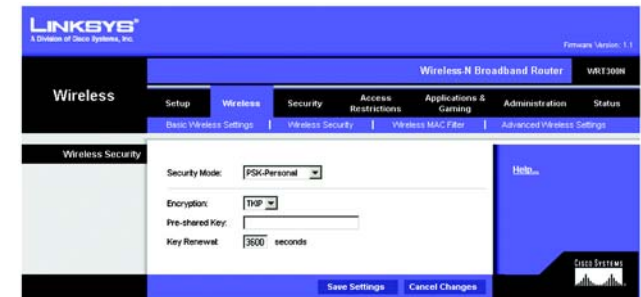 LINKSYS®
A Division of Cisco Systems, Inc.
Firmware Version: 1.1
Wireless-N Broadband Router WRT300N
Wireless
Setup Wireless Security Access Restrictions Applications & Gaming Administration Status
Basic Wireless Settings | Wireless Security | Wireless MAC Filter | Advanced Wireless Settings
Wireless Security
Security Mode: PSK-Personal
Help...
Encryption: TKIP
Pre-shared Key:
Key Renewal: 3600 seconds
Save Settings Cancel Changes
CISCO SYSTEMS